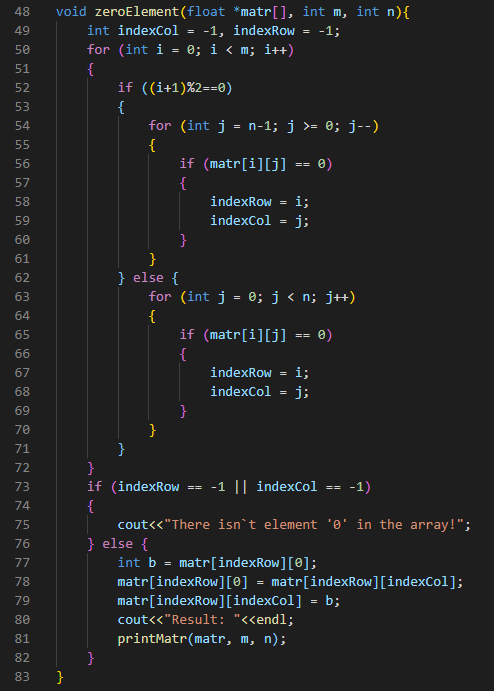 48 void zeroElement(float *matr[], int m, int n){
49     int indexCol = -1, indexRow = -1;
50     for (int i = 0; i < m; i++)
51     {
52         if ((i+1)%2==0)
53         {
54             for (int j = n-1; j >= 0; j--)
55             {
56                 if (matr[i][j] == 0)
57                 {
58                     indexRow = i;
59                     indexCol = j;
60                 }
61             }
62         } else {
63             for (int j = 0; j < n; j++)
64             {
65                 if (matr[i][j] == 0)
66                 {
67                     indexRow = i;
68                     indexCol = j;
69                 }
70             }
71         }
72     }
73     if (indexRow == -1 || indexCol == -1)
74     {
75         cout<<"There isn`t element '0' in the array!";
76     } else {
77         int b = matr[indexRow][0];
78         matr[indexRow][0] = matr[indexRow][indexCol];
79         matr[indexRow][indexCol] = b;
80         cout<<"Result: "<<endl;
81         printMatr(matr, m, n);
82     }
83 }